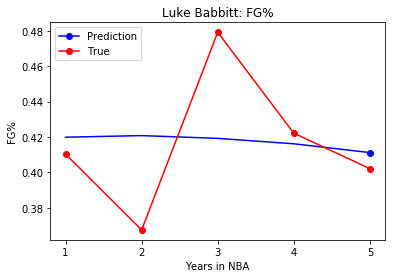 Luke Babbitt: FG%
Prediction
True
FG%
0.48
0.46
0.44
0.42
0.40
0.38
1 2 3 4 5
Years in NBA